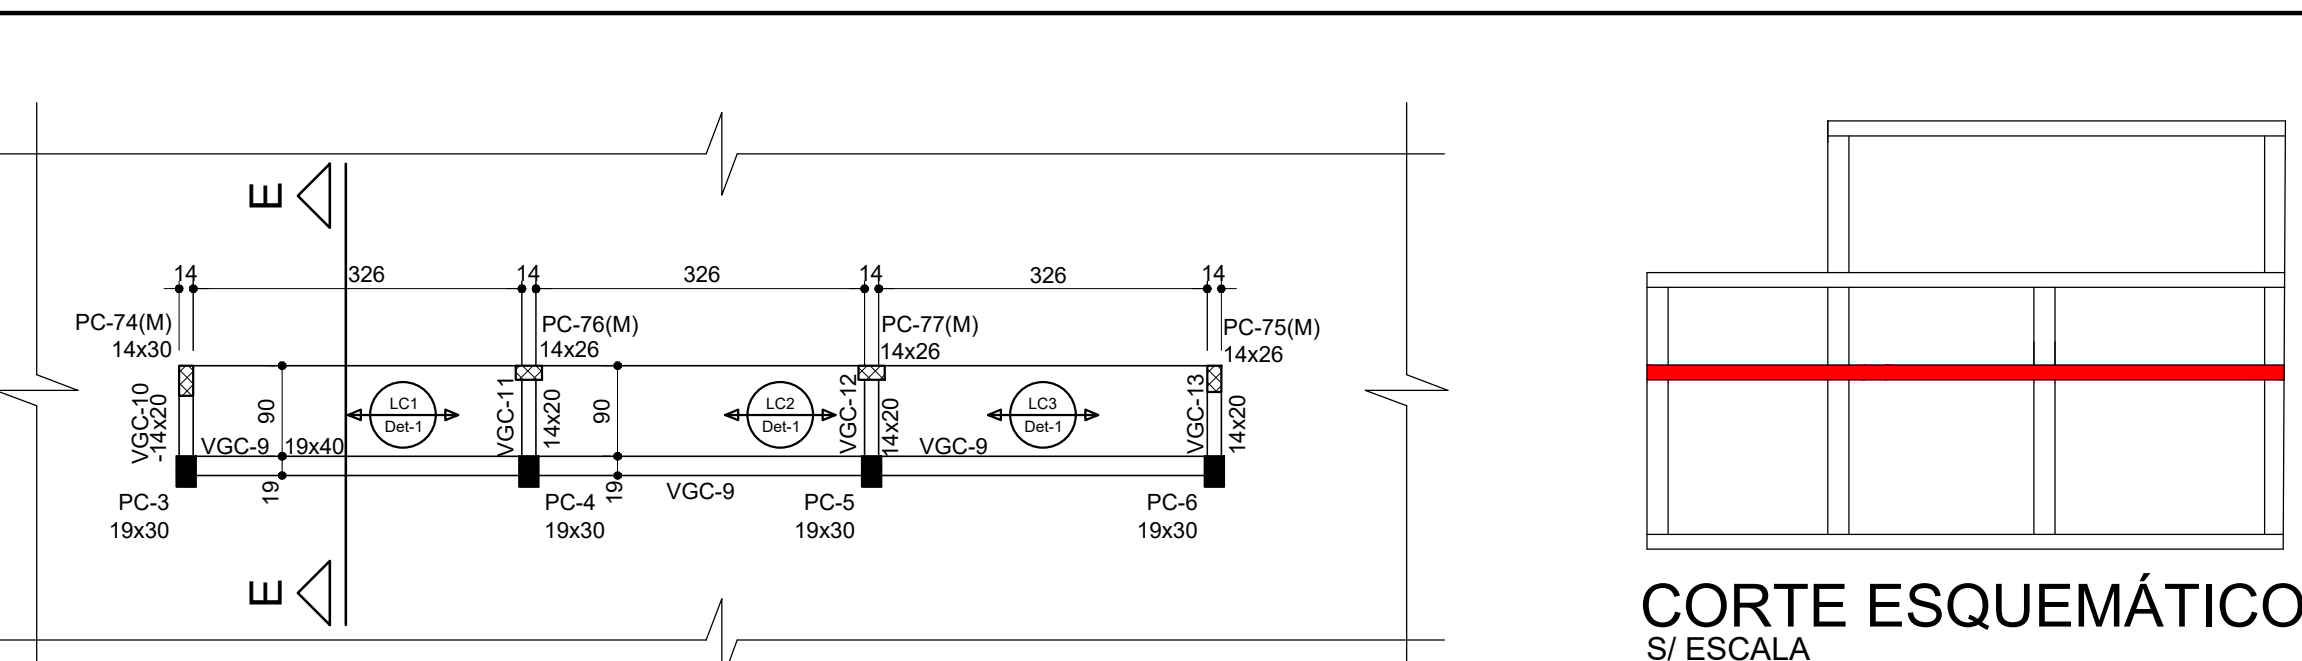 E
14 326 14 326 14 326 14
PC-74(M)
14x30
PC-76(M)
14x26
PC-77(M)
14x26
PC-75(M)
14x26
VGC-10
-14x20
90
VGC-9 19x40
LC1
Det-1
VGC-11
14x20
90
LC2
Det-1
VGC-12
14x20
VGC-9
LC3
Det-1
VGC-13
14x20
19
19
VGC-9
PC-3
19x30
PC-4
19x30
PC-5
19x30
PC-6
19x30
E
CORTE ESQUEMÁTICO
S/ ESCALA